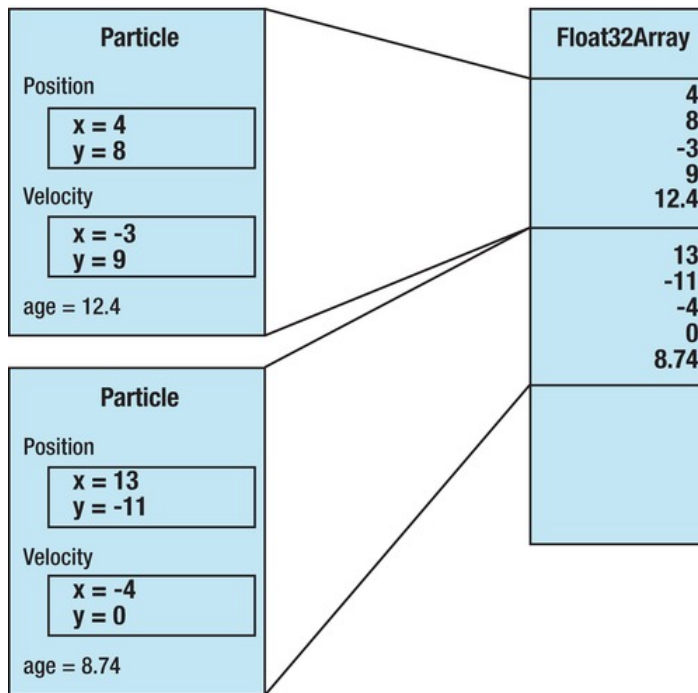 Particle
Position
x = 4
y = 8
Velocity
x = -3
y = 9
age = 12.4
Particle
Position
x = 13
y = -11
Velocity
x = -4
y = 0
age = 8.74
Float32Array
4
8
-3
9
12.4
13
-11
-4
0
8.74